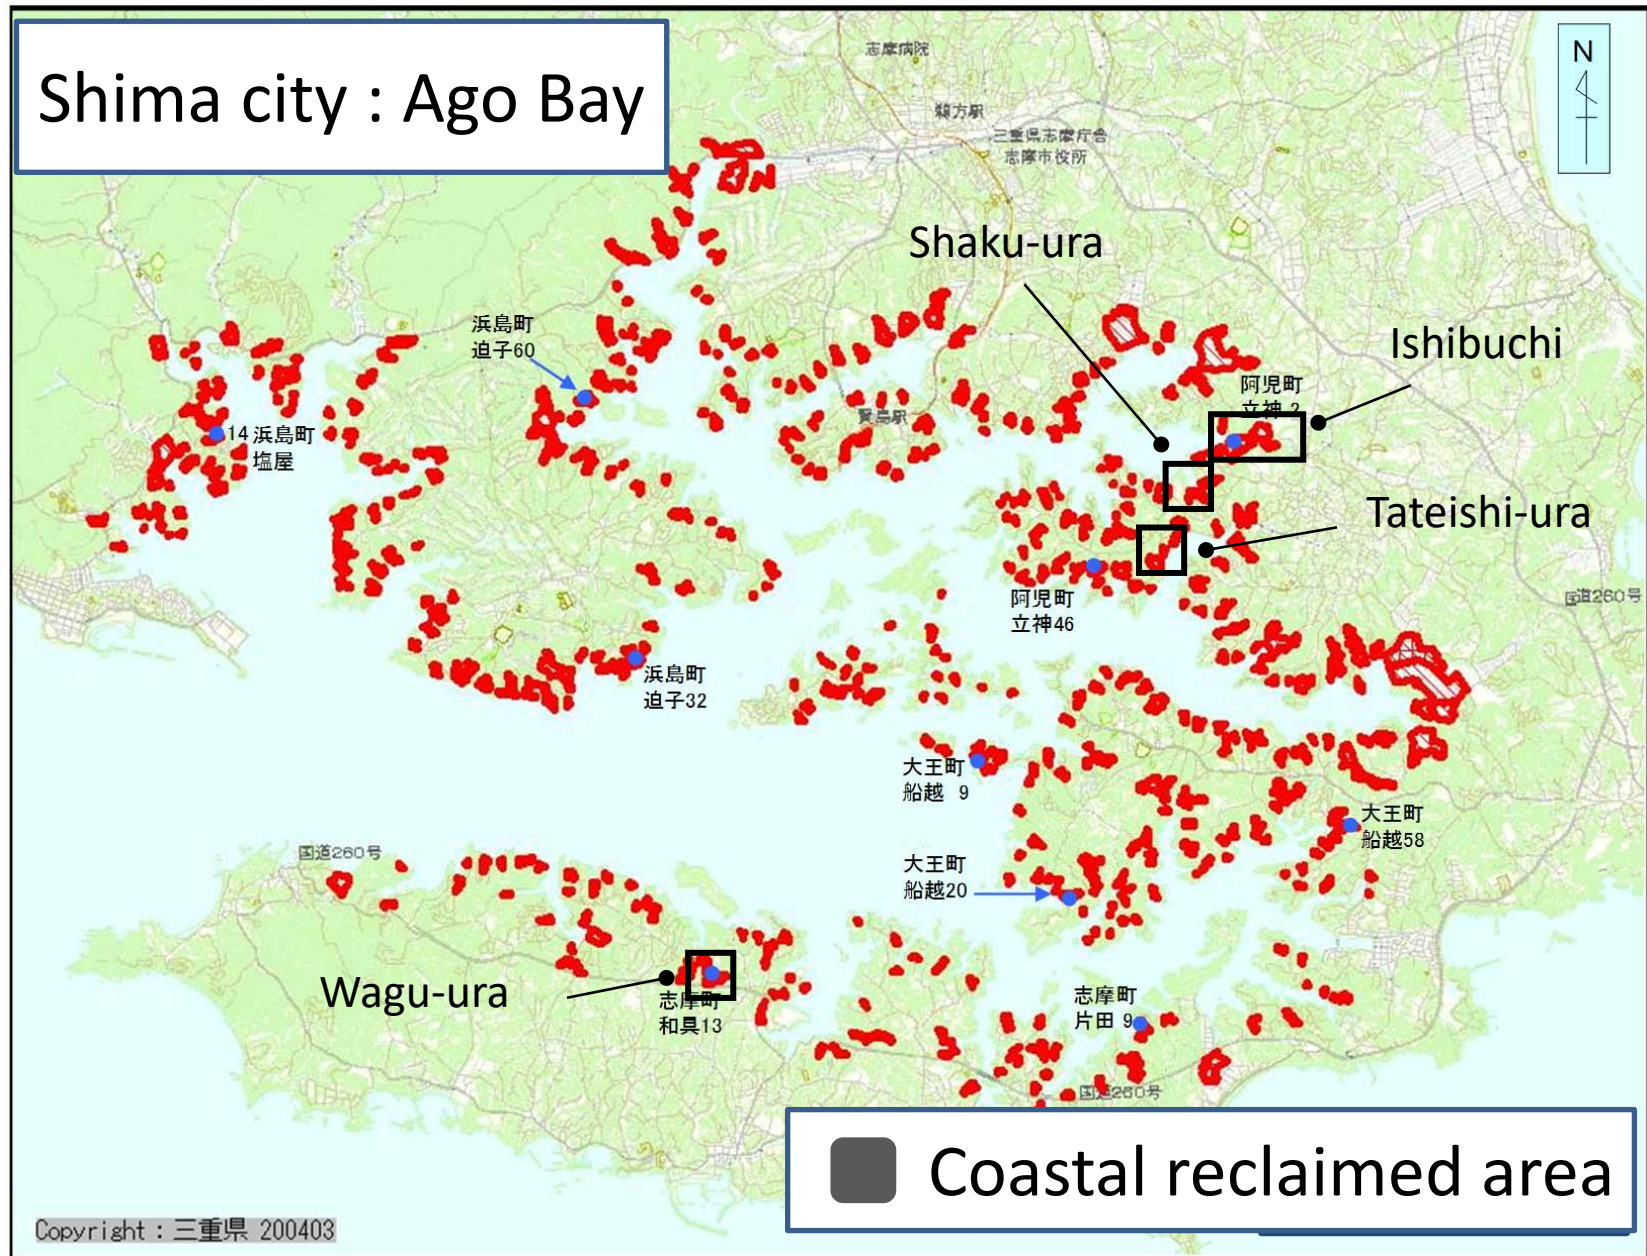 Shima city : Ago Bay
志摩病院
N
鵜方駅
三重県志摩庁舎
志摩市役所
Shaku-ura
浜島町
迫子60
Ishibuchi
阿児町
立神 2
賢島駅
14 浜島町
塩屋
Tateishi-ura
阿児町
立神46
国道260号
浜島町
迫子32
大王町
船越 9
大王町
船越58
国道260号
大王町
船越20
Wagu-ura
志摩町
和具13
志摩町
片田 9
国道260号
Coastal reclaimed area
Copyright：三重県 200403